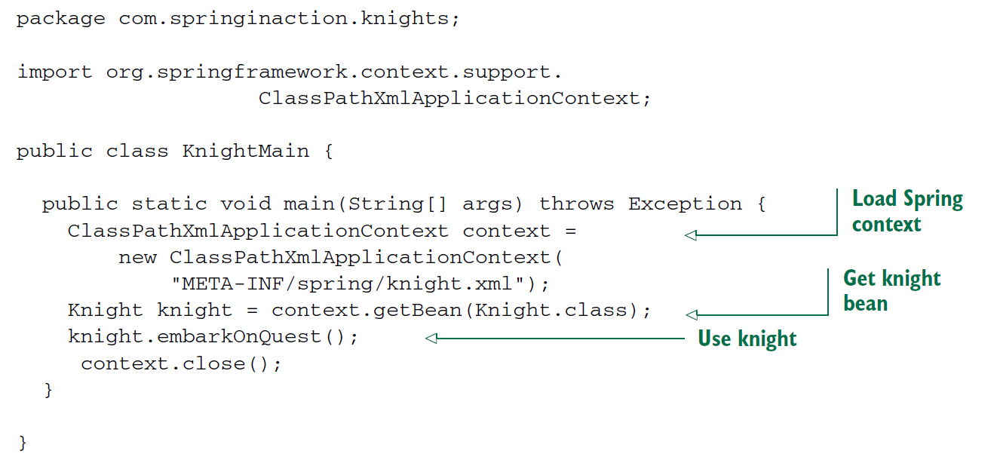 package com.springinaction.knights;
import org.springframework.context.support.
ClassPathXmlApplicationContext;
public class KnightMain {
public static void main(String[] args) throws Exception {
Load Spring
context
ClassPathXmlApplicationContext context =
new ClassPathXmlApplicationContext(
"META-INF/spring/knight.xml");
Get knight
bean
Knight knight = context.getBean(Knight.class);
knight.embarkOnQuest();
Use knight
context.close();
}
}